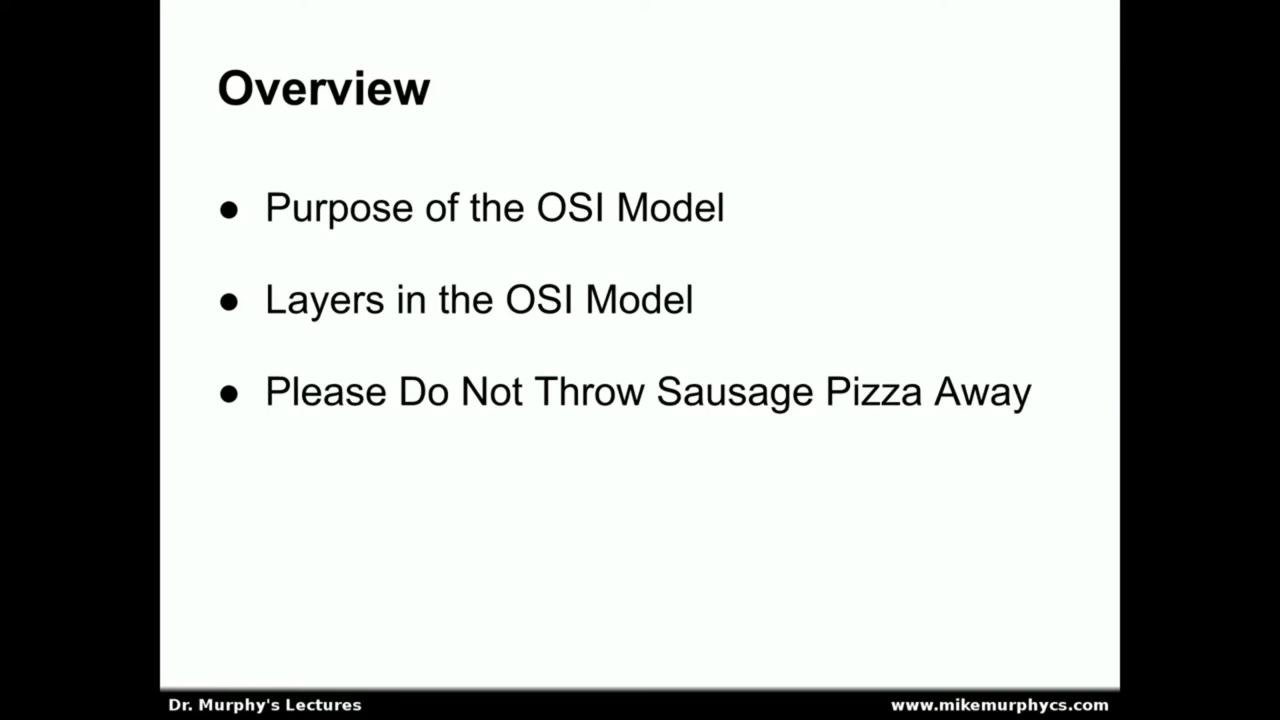 Overview
● Purpose of the OSI Model
● Layers in the OSI Model
● Please Do Not Throw Sausage Pizza Away
Dr. Murphy's Lectures
www.mikemurphycs.com